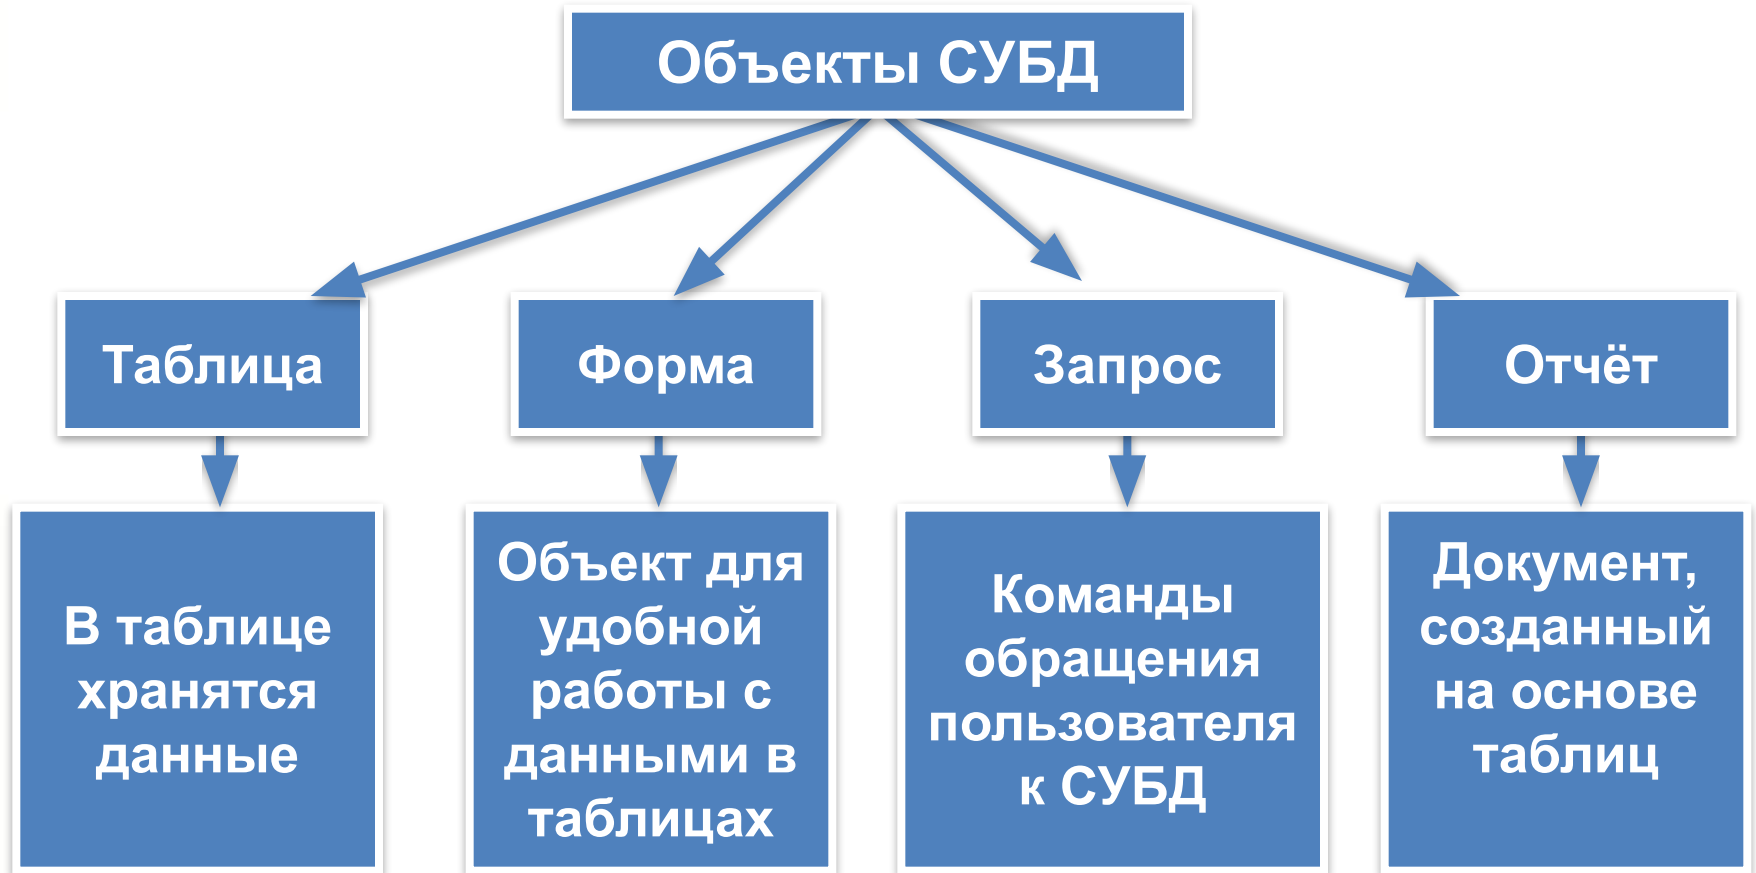 Объекты СУБД
Таблица
Форма
Запрос
Отчёт
В таблице
хранятся
данные
Объект для
удобной
работы с
данными в
таблицах
Команды
обращения
пользователя
к СУБД
Документ,
созданный
на основе
таблиц